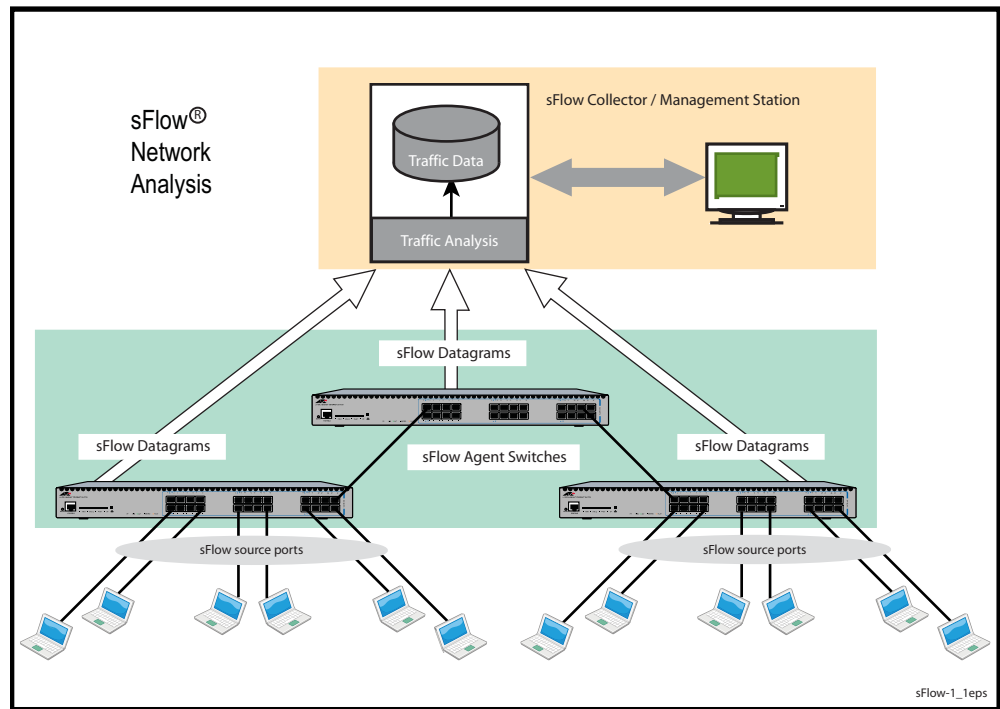 sFlow®
Network
Analysis
sFlow Collector / Management Station
Traffic Data
Traffic Analysis
sFlow Datagrams
sFlow Datagrams
sFlow Agent Switches
sFlow Datagrams
sFlow source ports
sFlow source ports
sFlow-1_1eps